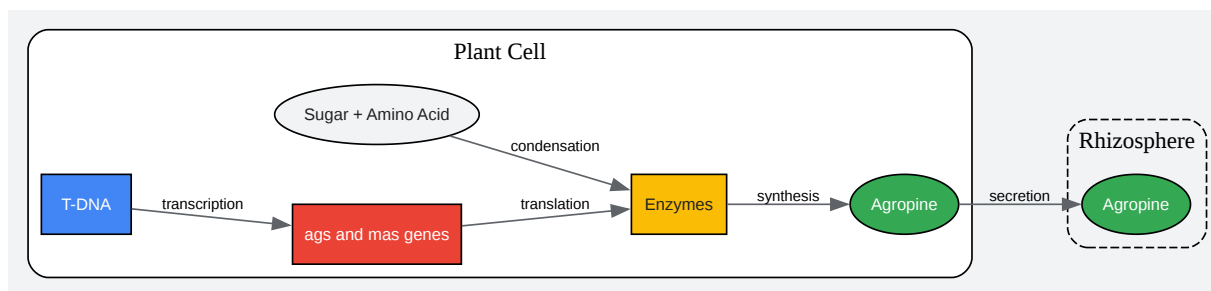 Plant Cell
Sugar + Amino Acid
condensation
Rhizosphere
T-DNA
transcription
ags and mas genes
translation
Enzymes
synthesis
Agropine
secretion
Agropine